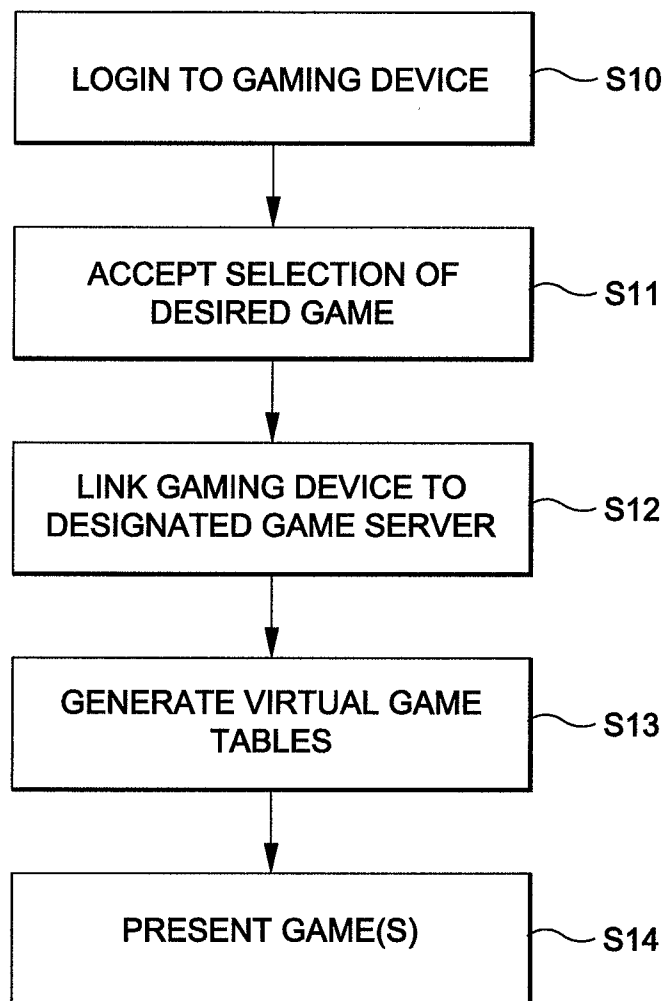 LOGIN TO GAMING DEVICE
S10
ACCEPT SELECTION OF
DESIRED GAME
S11
LINK GAMING DEVICE TO
DESIGNATED GAME SERVER
S12
GENERATE VIRTUAL GAME
TABLES
S13
PRESENT GAME(S)
S14